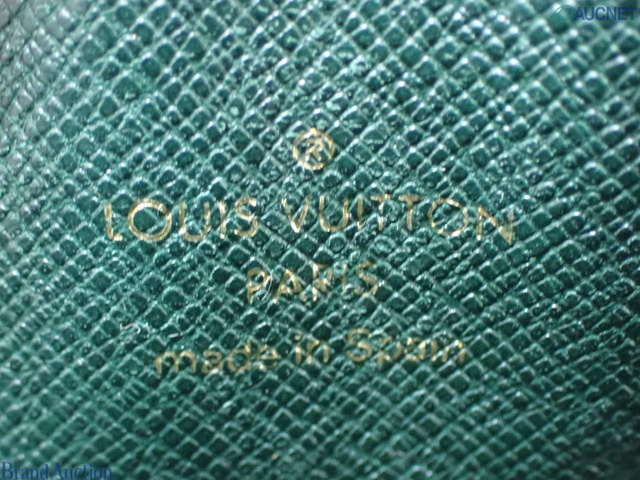 AUCNET
®
LOUIS VUITTON
PARIS
made in Spain
Brand Auction